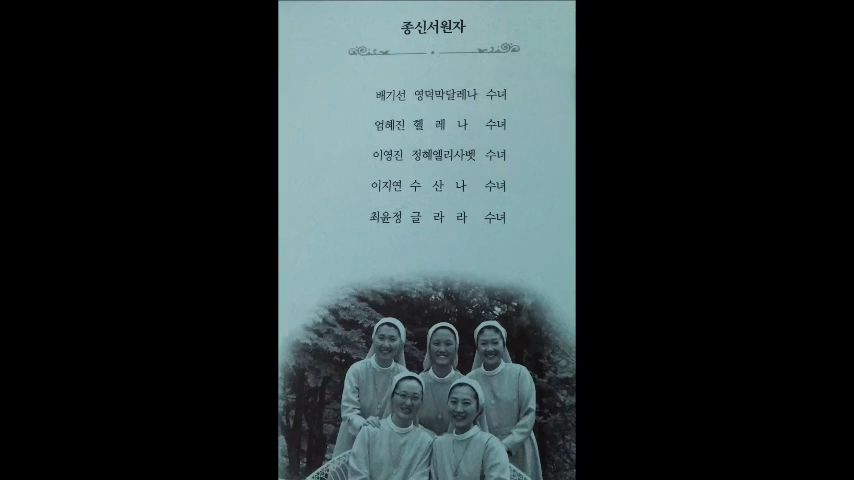 종신서원자
배기선 영덕막달레나 수녀
엄혜진 헬 레 나 수녀
이영진 정혜엘리사벳 수녀
이지연 수 산 나 수녀
최윤정 글 라 라 수녀